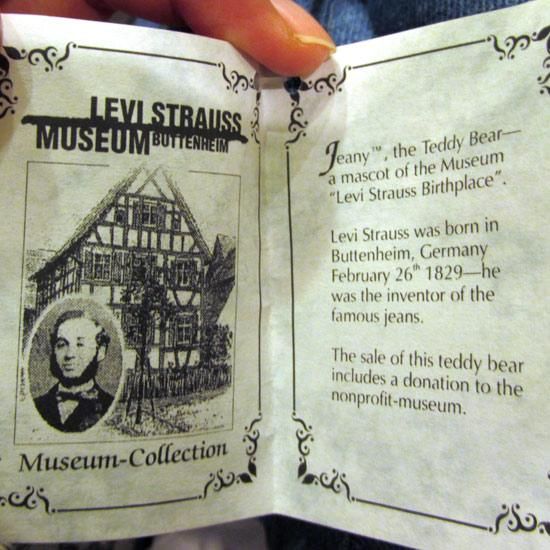 LEVI STRAUSS
MUSEUM BUTTENHEIM
Museum-Collection
Jeany™, the Teddy Bear—
a mascot of the Museum
"Levi Strauss Birthplace".
Levi Strauss was born in
Buttenheim, Germany
February 26th 1829—he
was the inventor of the
famous jeans.
The sale of this teddy bear
includes a donation to the
nonprofit-museum.